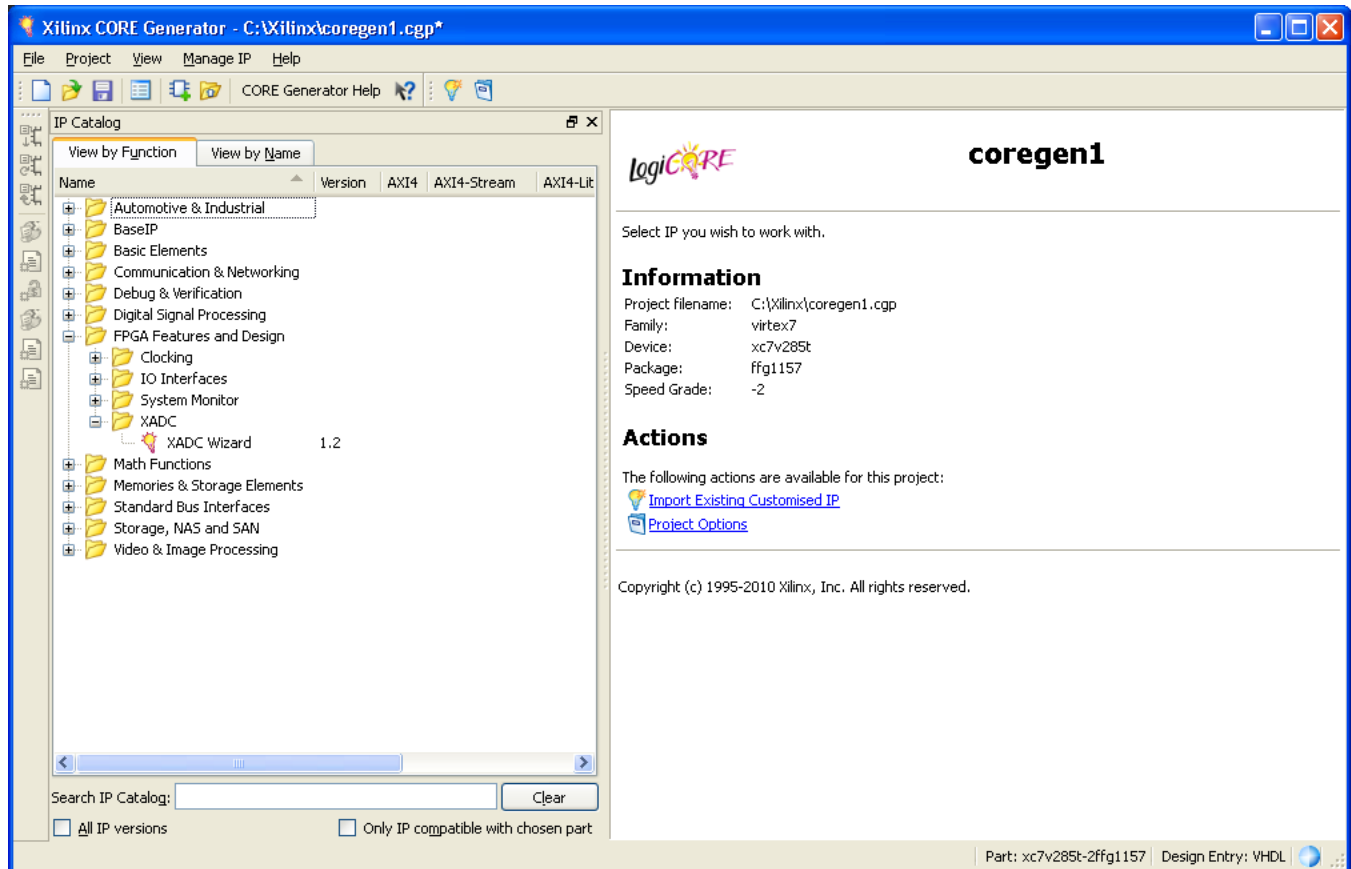 Xilinx CORE Generator - C:\Xilinx\coregen1.cgp*
File Project View Manage IP Help
CORE Generator Help
IP Catalog
View by Function View by Name
Name Version AXI4 AXI4-Stream AXI4-Lit
Automotive & Industrial
BaseIP
Basic Elements
Communication & Networking
Debug & Verification
Digital Signal Processing
FPGA Features and Design
Clocking
IO Interfaces
System Monitor
XADC
XADC Wizard 1.2
Math Functions
Memories & Storage Elements
Standard Bus Interfaces
Storage, NAS and SAN
Video & Image Processing
Search IP Catalog: Clear
All IP versions Only IP compatible with chosen part
logiCORE
coregen1
Select IP you wish to work with.
Information
Project filename: C:\Xilinx\coregen1.cgp
Family: virtex7
Device: xc7v285t
Package: ffg1157
Speed Grade: -2
Actions
The following actions are available for this project:
Import Existing Customised IP
Project Options
Copyright (c) 1995-2010 Xilinx, Inc. All rights reserved.
Part: xc7v285t-2ffg1157 Design Entry: VHDL